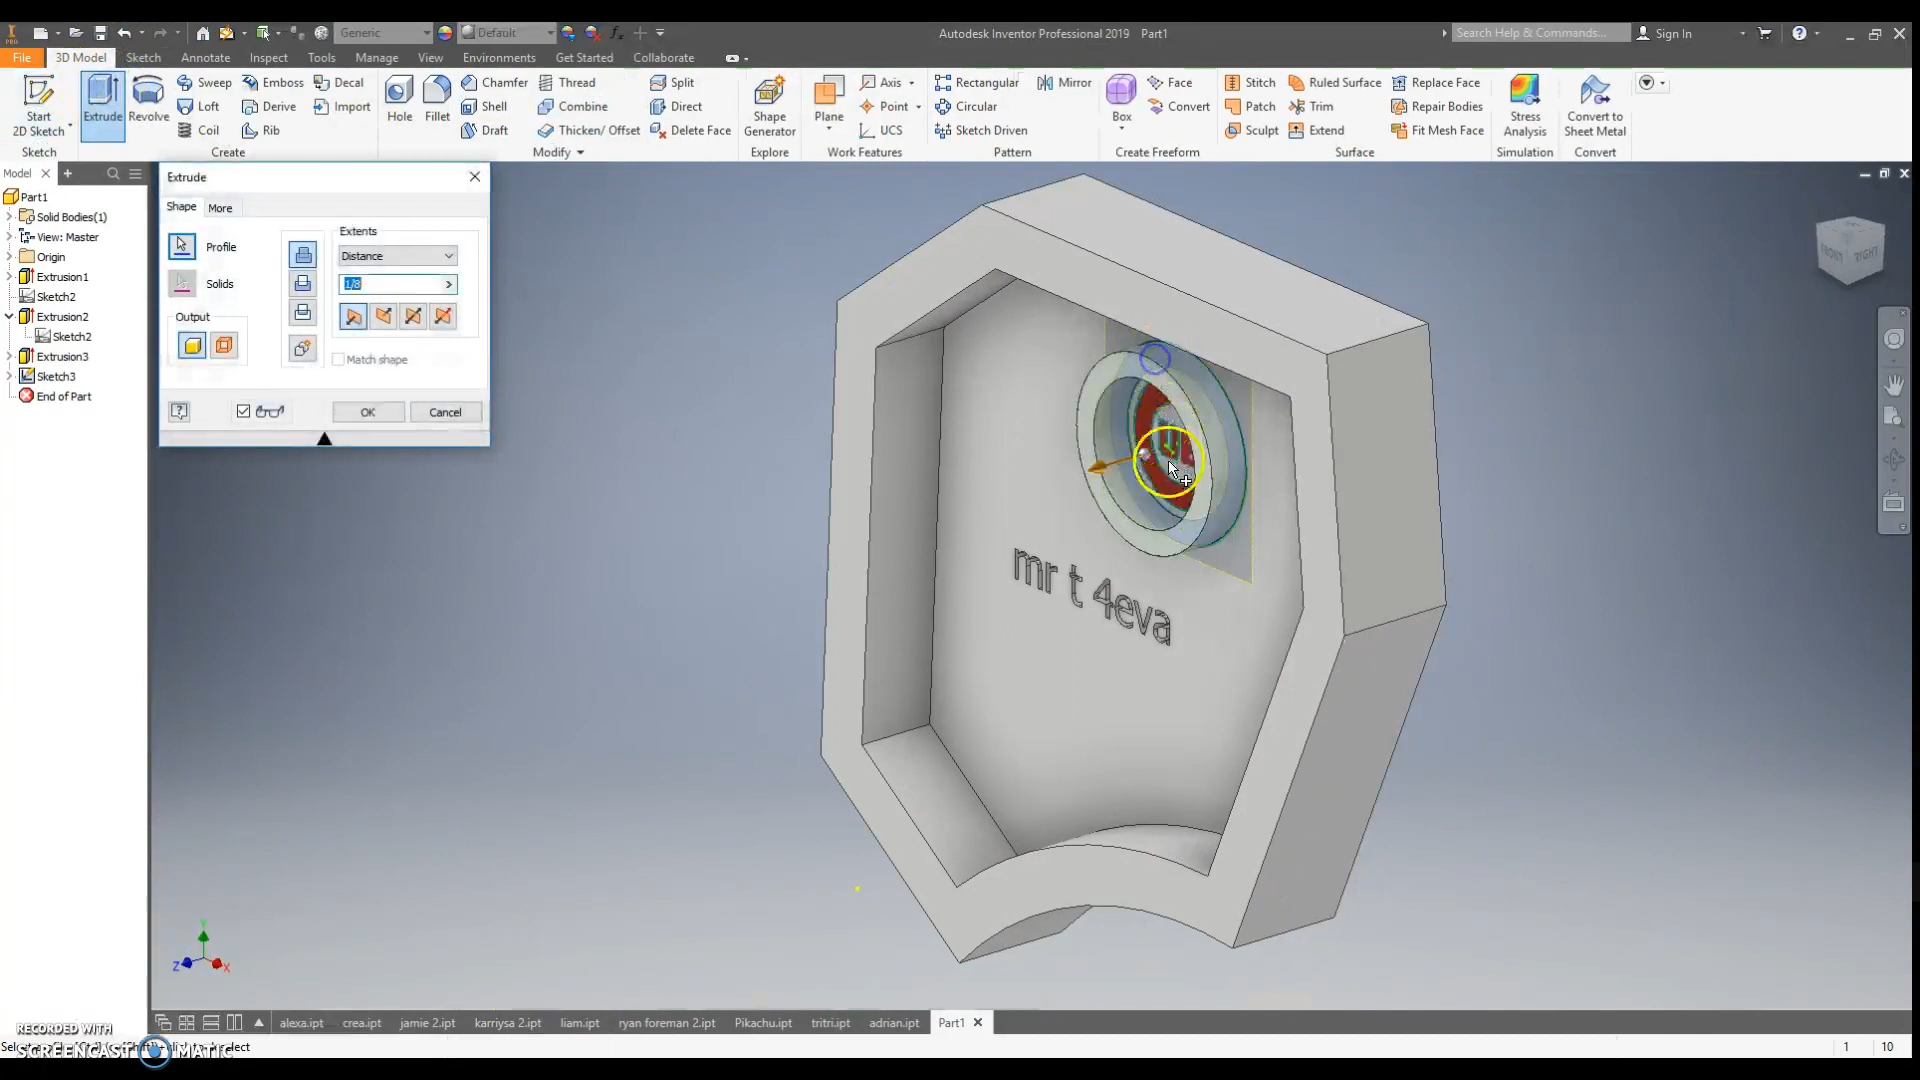 Generic
Default
Autodesk Inventor Professional 2019 Part1
Search Help & Commands...
Sign In
File
3D Model
Sketch
Annotate
Inspect
Tools
Manage
View
Environments
Get Started
Collaborate
Start
2D Sketch
Extrude
Revolve
Sweep
Emboss
Decal
Loft
Derive
Import
Coil
Rib
Hole
Fillet
Chamfer
Thread
Split
Shell
Combine
Direct
Draft
Thicken/ Offset
Delete Face
Shape
Generator
Plane
Axis
Point
UCS
Rectangular
Mirror
Circular
Sketch Driven
Box
Face
Convert
Stitch
Ruled Surface
Replace Face
Patch
Trim
Repair Bodies
Sculpt
Extend
Fit Mesh Face
Stress
Analysis
Convert to
Sheet Metal
Sketch
Create
Modify
Explore
Work Features
Pattern
Create Freeform
Surface
Simulation
Convert
Model
Part1
Solid Bodies(1)
View: Master
Origin
Extrusion1
Sketch2
Extrusion2
Sketch2
Extrusion3
Sketch3
End of Part
Extrude
Shape
More
Profile
Solids
Output
Extents
Distance
1/8
Match shape
OK
Cancel
FRONT
mr t 4eva
Y
Z
X
alexa.ipt
crea.ipt
jamie 2.ipt
karriysa 2.ipt
liam.ipt
ryan foreman 2.ipt
Pikachu.ipt
tritri.ipt
adrian.ipt
Part1
RECORDED WITH
SCREENCAST MATIC
1
10